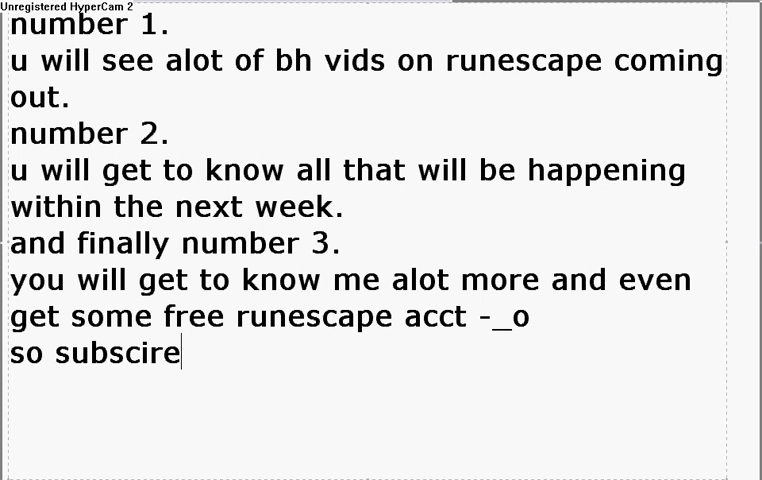 Unregistered HyperCam 2
number 1.
u will see alot of bh vids on runescape coming
out.
number 2.
u will get to know all that will be happening
within the next week.
and finally number 3.
you will get to know me alot more and even
get some free runescape acct -_o
so subscire